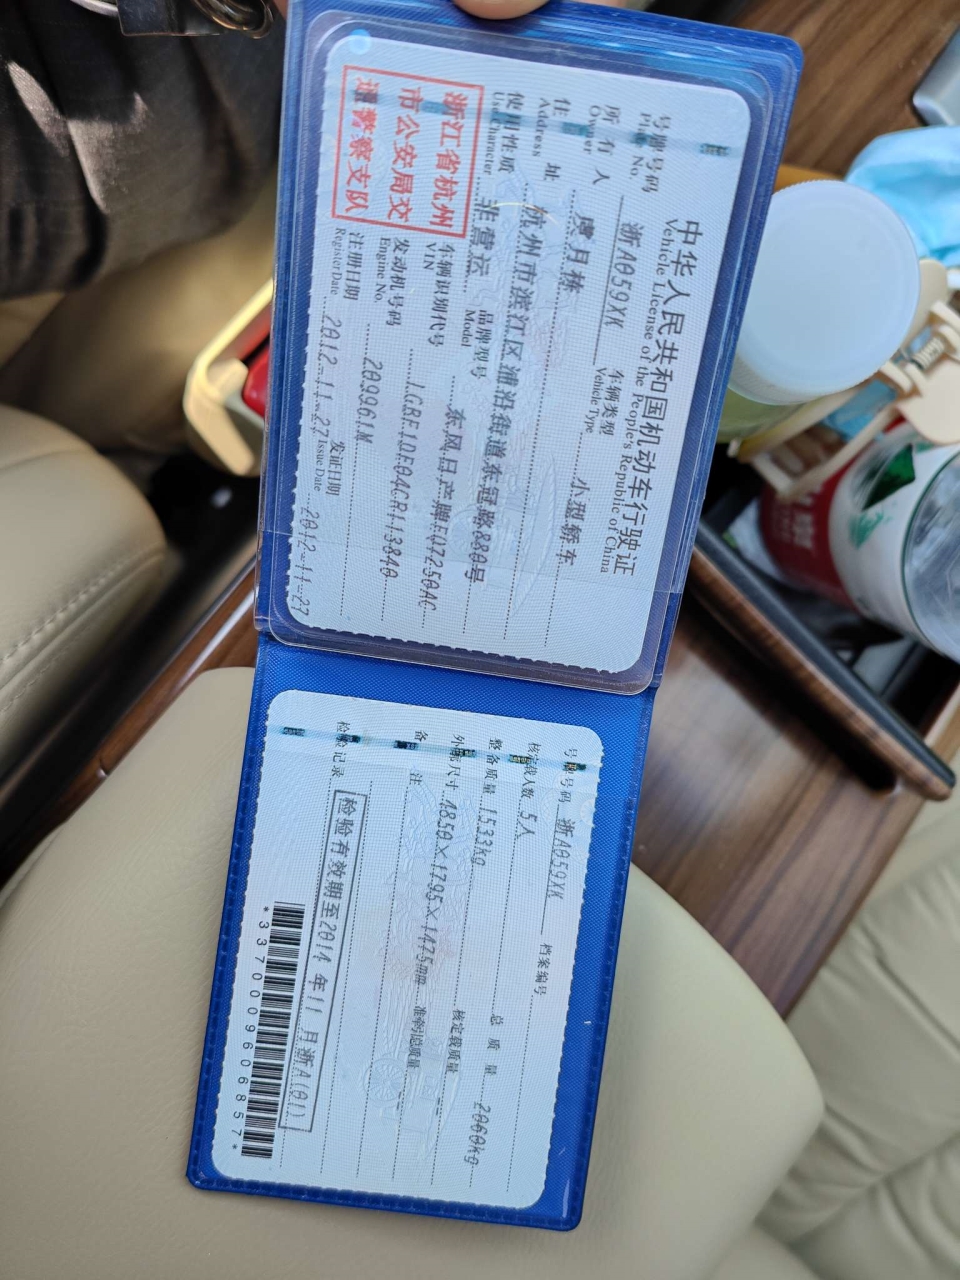 中华人民共和国机动车行驶证
Vehicle License of the People's Republic of China
号牌号码 浙A059XK 车辆类型 小型轿车
Plate No. Vehicle Type
所有人
Owner
住址 杭州市滨江区浦沿街道东冠路880号
Address
使用性质 非营运 品牌型号 东风日产牌EQ7250AC
Use Character Model
浙江省杭州
市公安局交
通警察支队
车辆识别代号 LGBF1DE04CR113840
VIN
发动机号码 209961M
Engine No.
注册日期 2012-11-27 发证日期 2012-11-27
Register Date Issue Date
号牌号码 浙A059XK 档案编号
核定载人数 5人 总质量 2060kg
整备质量 1533kg 核定载质量
外部尺寸 4850×1795×1475mm 准牵引总质量
备注
检验记录
检验有效期至2014年11月浙A(01)
*3370009606857*